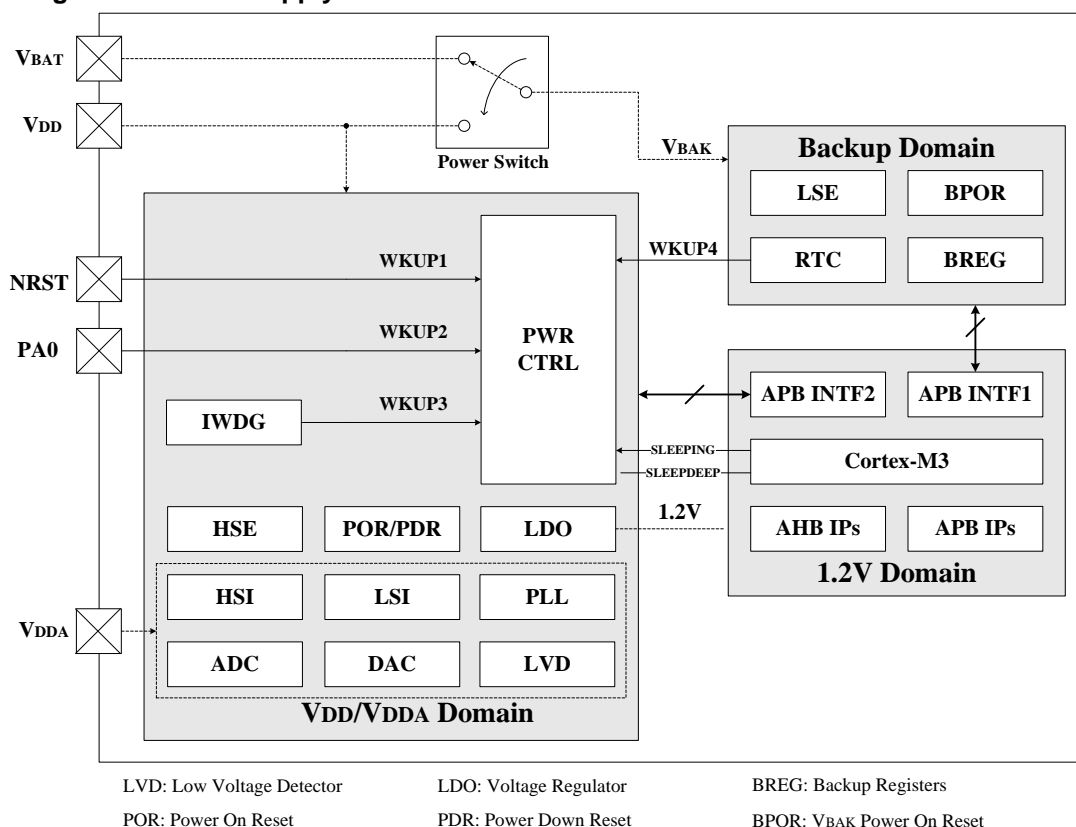 VBAT
VDD
Power Switch
VBAK
Backup Domain
LSE
BPOR
RTC
BREG
WKUP4
NRST
WKUP1
PA0
WKUP2
PWR
CTRL
IWDG
WKUP3
APB INTF2
APB INTF1
SLEEPING
SLEEPDEEP
Cortex-M3
HSE
POR/PDR
LDO
1.2V
AHB IPs
APB IPs
1.2V Domain
HSI
LSI
PLL
VDDA
ADC
DAC
LVD
VDD/VDDA Domain
LVD: Low Voltage Detector
LDO: Voltage Regulator
BREG: Backup Registers
POR: Power On Reset
PDR: Power Down Reset
BPOR: VBAK Power On Reset